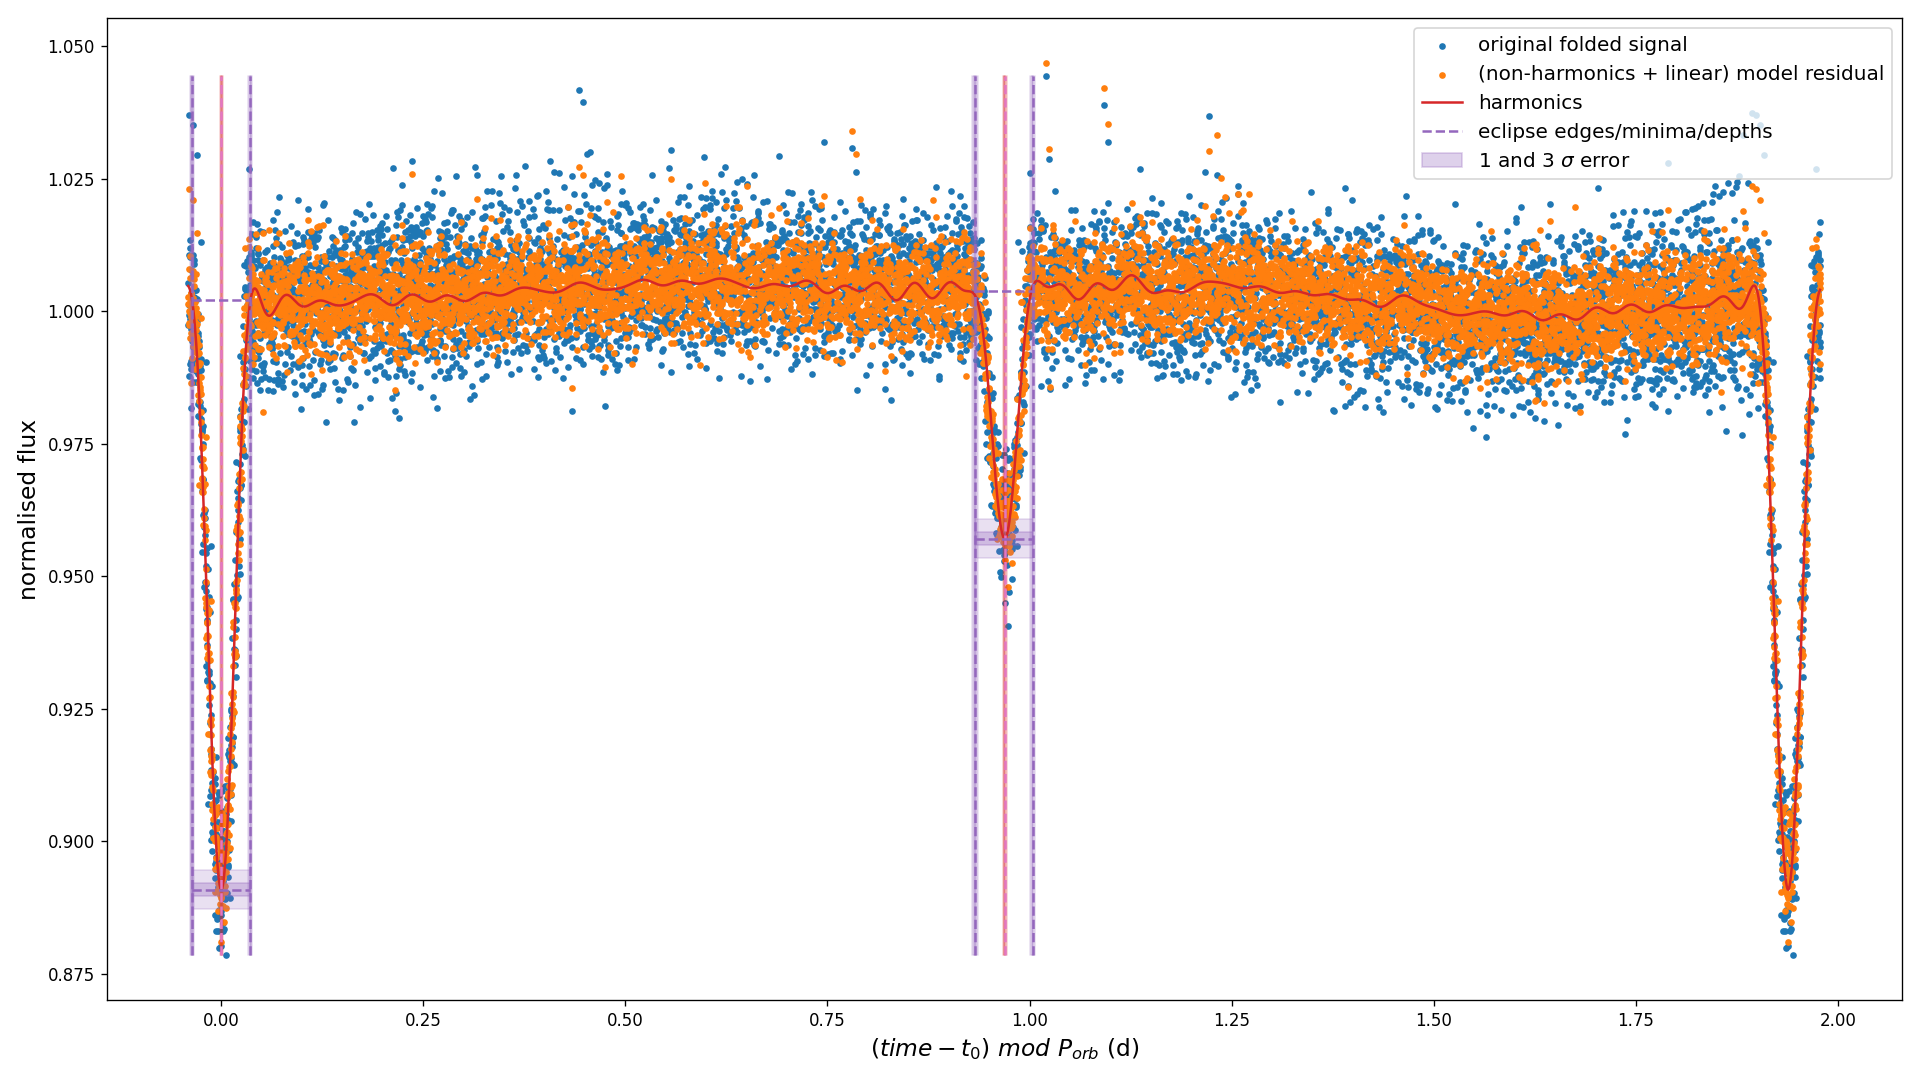 original folded signal
(non-harmonics + linear) model residual
harmonics
eclipse edges/minima/depths
1 and 3 σ error
normalised flux
1.050
1.025
1.000
0.975
0.950
0.925
0.900
0.875
0.00 0.25 0.50 0.75 1.00 1.25 1.50 1.75 2.00
(time − t₀) mod P_orb (d)